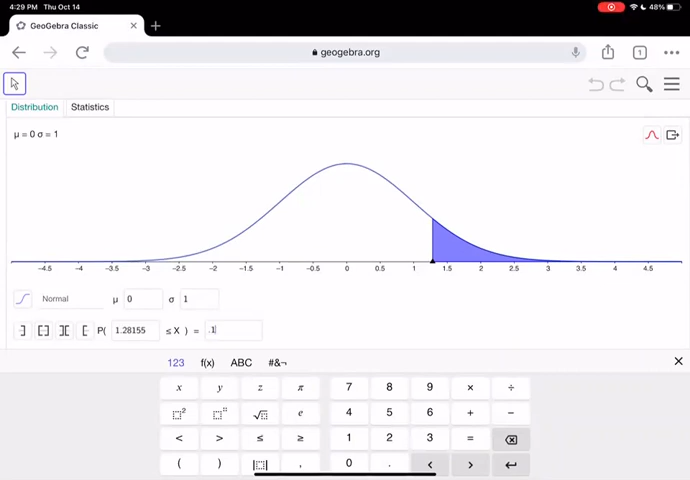 4:29 PM Thu Oct 14 48%
GeoGebra Classic
geogebra.org 1
Distribution Statistics
μ = 0 σ = 1
-4.5 -4 -3.5 -3 -2.5 -2 -1.5 -1 -0.5 0 0.5 1 1.5 2 2.5 3 3.5 4 4.5
Normal μ 0 σ 1
P( 1.28155 ≤ X ) = .1
123 f(x) ABC #&¬
x y z π 7 8 9 × ÷
e 4 5 6 + −
< > ≤ ≥ 1 2 3 =
( ) , 0 . < >